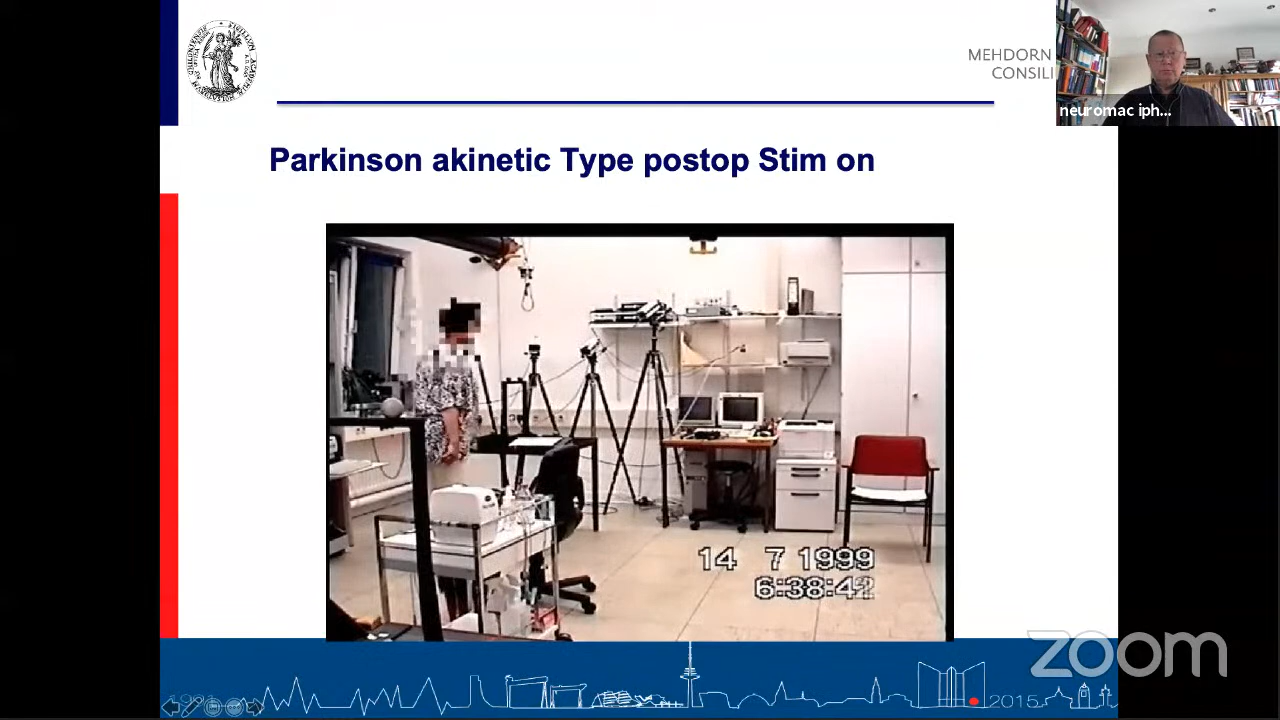 MEHDORN
CONSILI
neuromac iph...
Parkinson akinetic Type postop Stim on
14 7 1999
6:38:42
zoom
2015